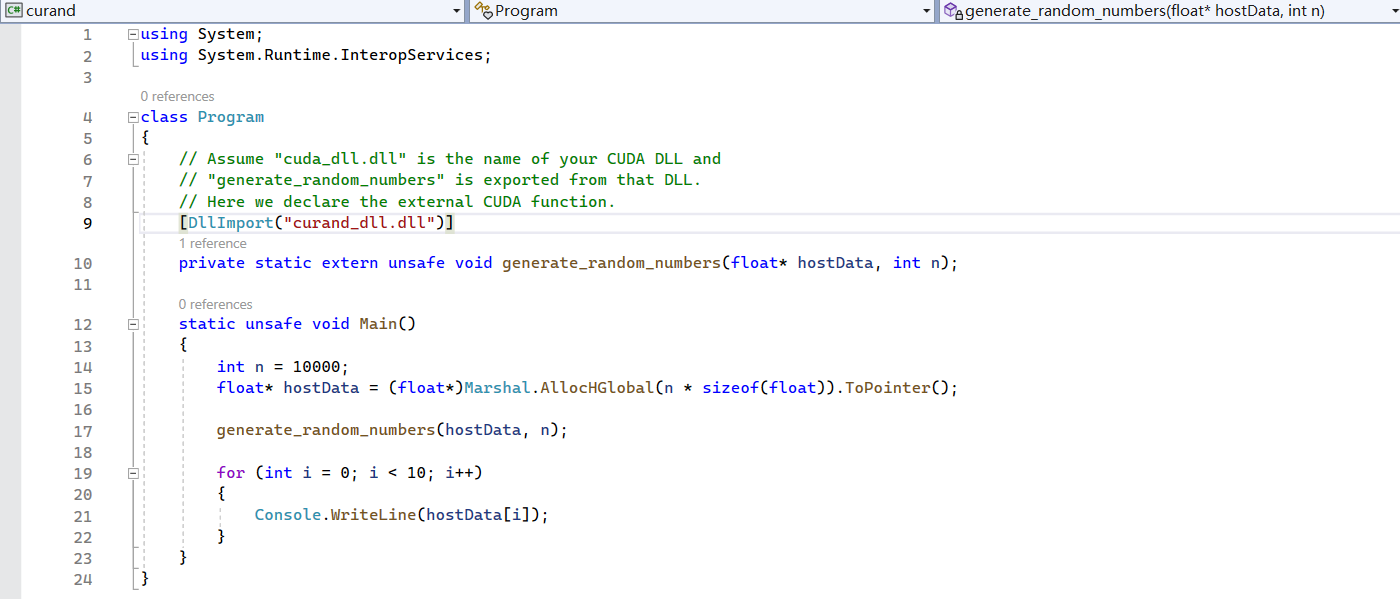 curand Program generate_random_numbers(float* hostData, int n)
1 using System;
2 using System.Runtime.InteropServices;
3
0 references
4 class Program
5 {
6 // Assume "cuda_dll.dll" is the name of your CUDA DLL and
7 // "generate_random_numbers" is exported from that DLL.
8 // Here we declare the external CUDA function.
9 [DllImport("curand_dll.dll")]
1 reference
10 private static extern unsafe void generate_random_numbers(float* hostData, int n);
11
0 references
12 static unsafe void Main()
13 {
14 int n = 10000;
15 float* hostData = (float*)Marshal.AllocHGlobal(n * sizeof(float)).ToPointer();
16
17 generate_random_numbers(hostData, n);
18
19 for (int i = 0; i < 10; i++)
20 {
21 Console.WriteLine(hostData[i]);
22 }
23 }
24 }